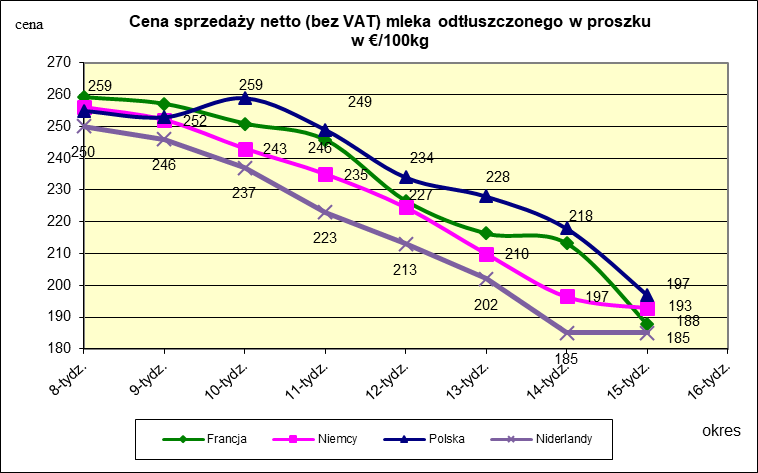 cena
Cena sprzedaży netto (bez VAT) mleka odtłuszczonego w proszku
w €/100kg
270
260
250
240
230
220
210
200
190
180
259
259
249
252
250
246
246
243
235
234
237
227
228
223
218
213
210
202
197
197
193
188
185
185
8-tydz.
9-tydz.
10-tydz.
11-tydz.
12-tydz.
13-tydz.
14-tydz.
15-tydz.
16-tydz.
okres
Francja
Niemcy
Polska
Niderlandy